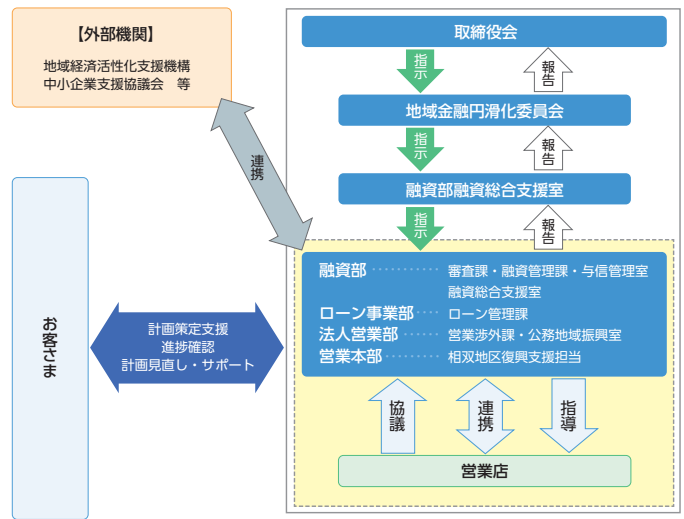 【外部機関】
地域経済活性化支援機構
中小企業支援協議会　等
連携
お客さま
計画策定支援
進捗確認
計画見直し・サポート
取締役会
指示
報告
地域金融円滑化委員会
指示
報告
融資部融資総合支援室
指示
報告
融資部………… 審査課・融資管理課・与信管理室
融資総合支援室
ローン事業部…… ローン管理課
法人営業部……… 営業渉外課・公務地域振興室
営業本部………… 相双地区復興支援担当
協議
連携
指導
営業店